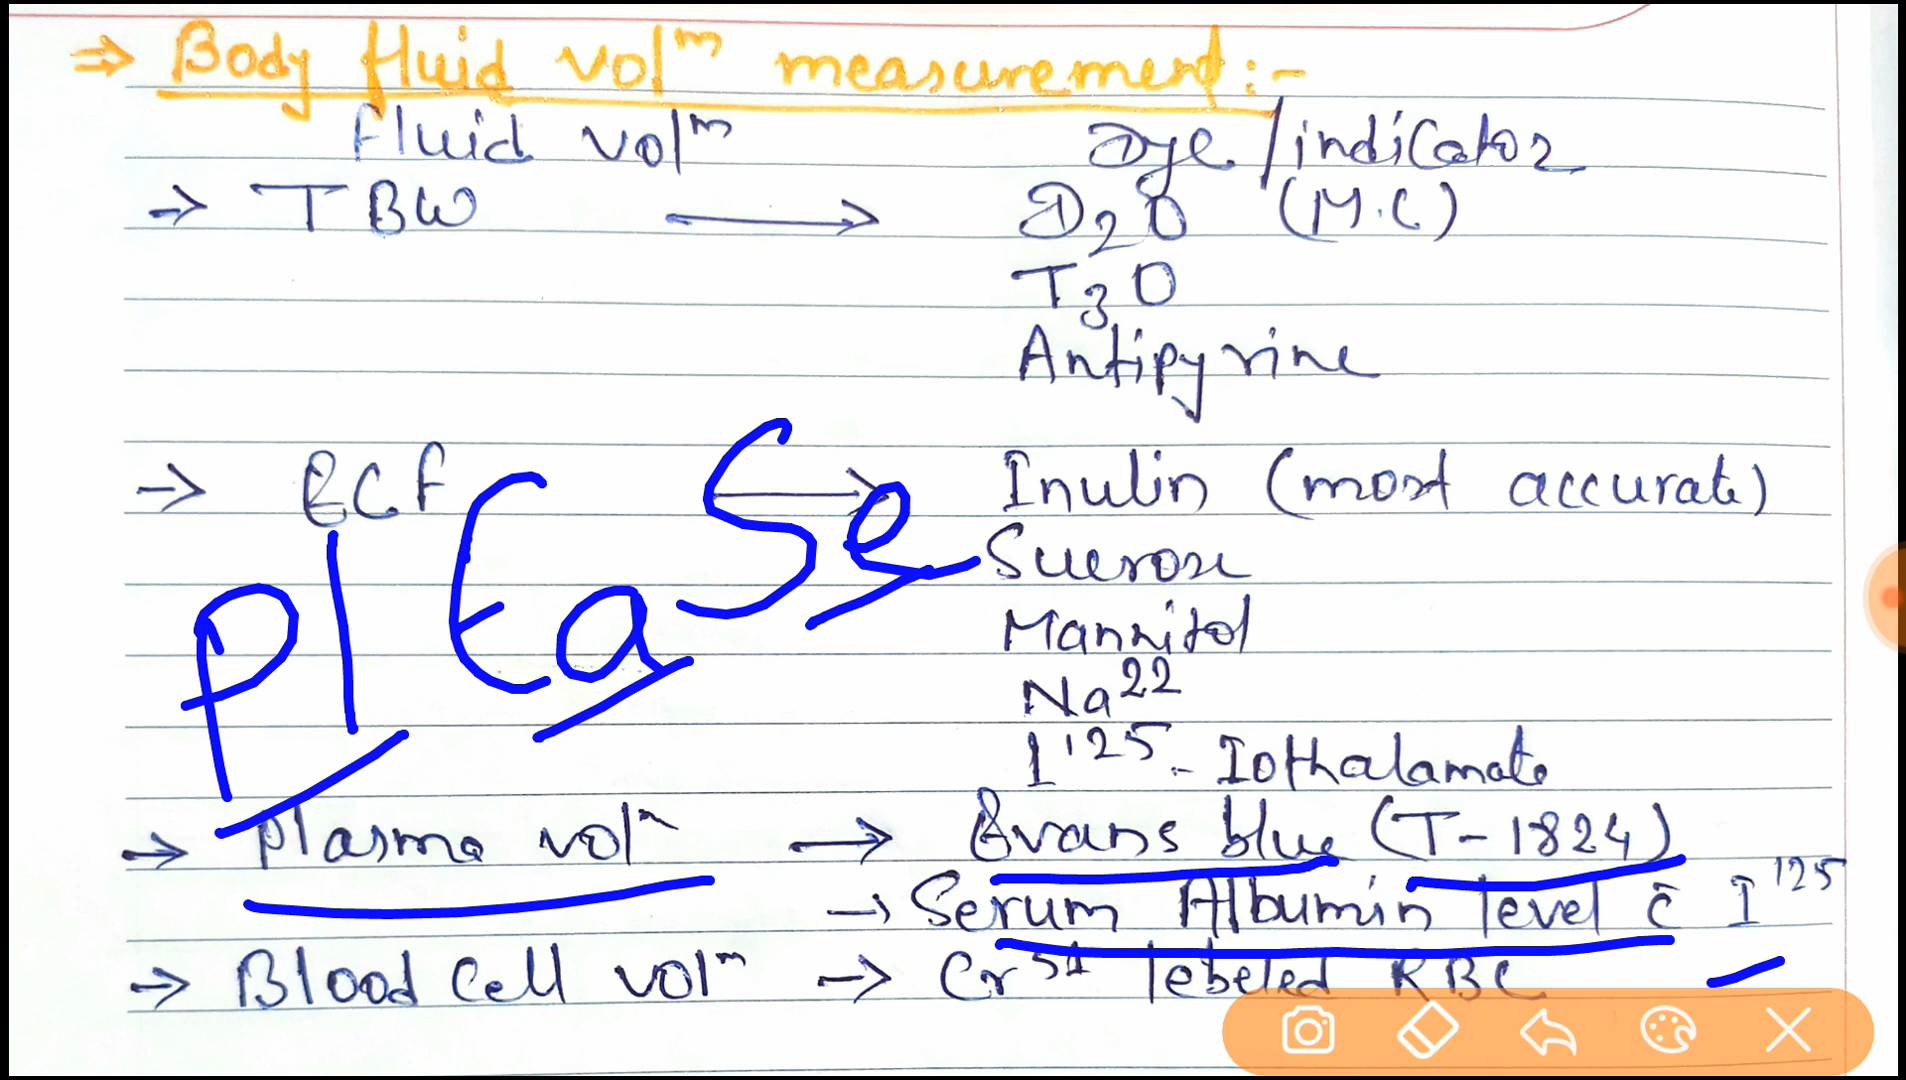 ⇒ Body fluid volᵐ measurement:-
fluid volᵐ Dye/indicator
→ TBW → D₂O (M.C)
T₃O
Antipyrine
→ ECF → Inulin (most accurate)
PlEaSe
Sucrose
Mannitol
Na²²
I¹²⁵- Iothalamate
→ Plasma volᵐ → Evans blue (T-1824)
→ Serum Albumin level c̄ I¹²⁵
→ Blood Cell volᵐ → Cr⁵¹ lebeled RBC